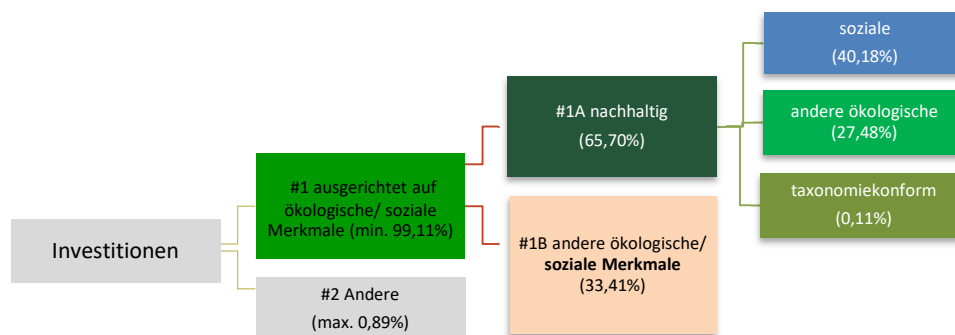 Investitionen
#1 ausgerichtet auf
ökologische/ soziale
Merkmale (min. 99,11%)
#2 Andere
(max. 0,89%)
#1A nachhaltig
(65,70%)
#1B andere ökologische/
soziale Merkmale
(33,41%)
soziale
(40,18%)
andere ökologische
(27,48%)
taxonomiekonform
(0,11%)